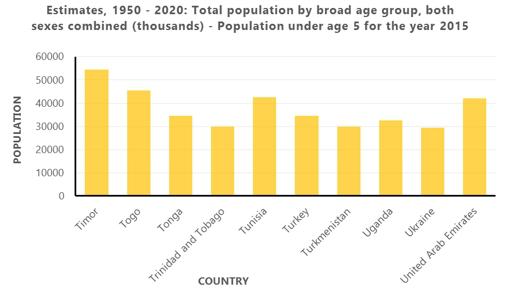 Estimates, 1950 - 2020: Total population by broad age group, both
sexes combined (thousands) - Population under age 5 for the year 2015
POPULATION
60000
50000
40000
30000
20000
10000
0
Timor
Togo
Tonga
Trinidad and Tobago
Tunisia
Turkey
Turkmenistan
Uganda
Ukraine
United Arab Emirates
COUNTRY